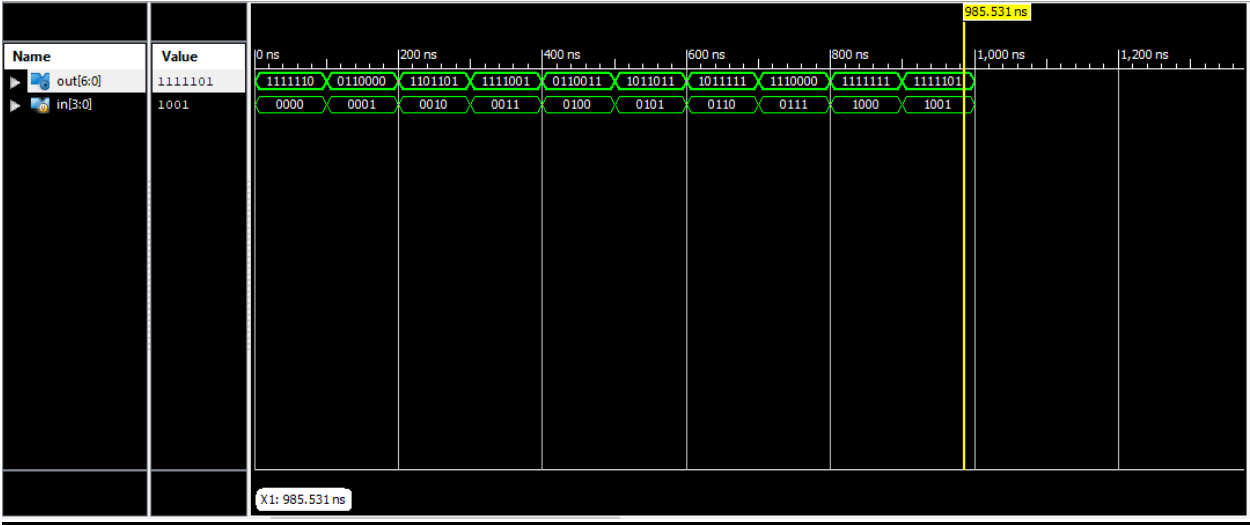 985.531 ns
Name Value |0 ns |200 ns |400 ns |600 ns |800 ns |1,000 ns |1,200 ns
out[6:0] 1111101 1111110 0110000 1101101 1111001 0110011 1011011 1011111 1110000 1111111 1111101
in[3:0] 1001 0000 0001 0010 0011 0100 0101 0110 0111 1000 1001
X1: 985.531 ns